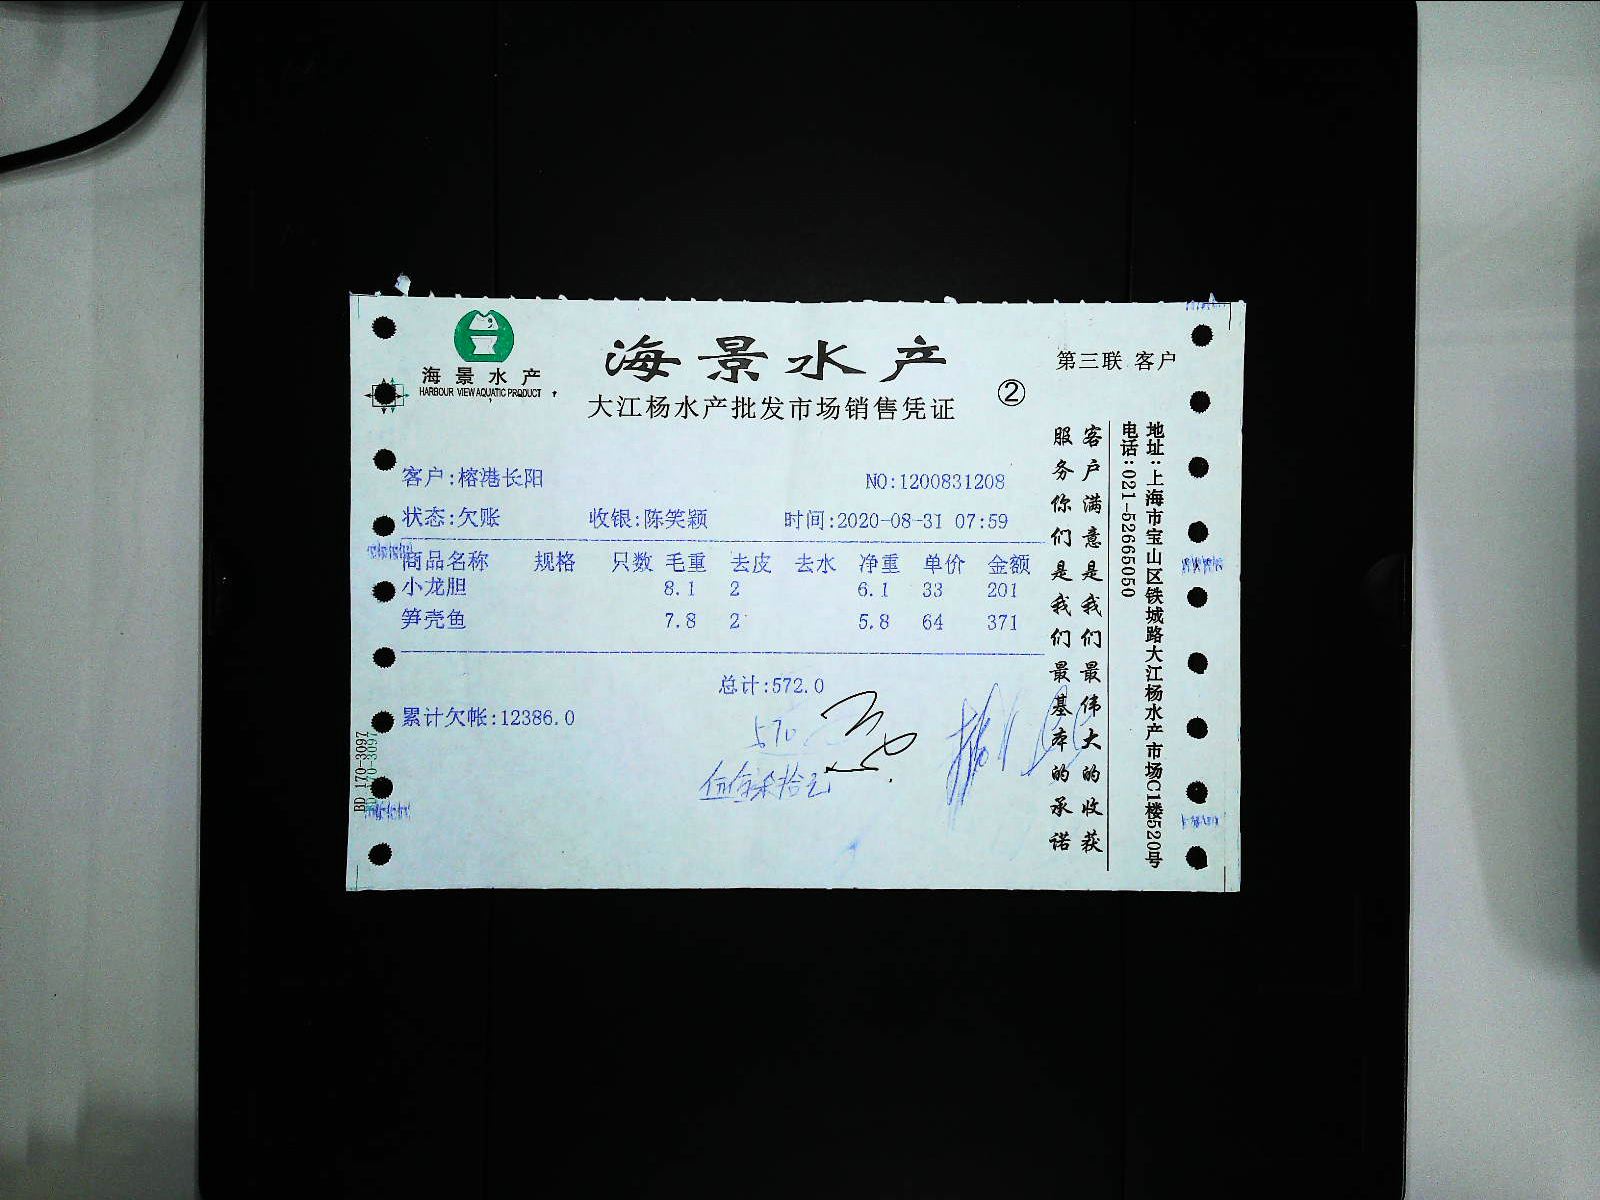 海景水产
HARBOUR VIEW AQUATIC PRODUCT
海景水产
大江杨水产批发市场销售凭证
②
第三联 客户
客户:榕港长阳
NO:1200831208
状态:欠账 收银:陈笑颖 时间:2020-08-31 07:59
商品名称 规格 只数 毛重 去皮 去水 净重 单价 金额
小龙胆 8.1 2 6.1 33 201
笋壳鱼 7.8 2 5.8 64 371
总计:572.0
累计欠帐:12386.0
570
伍佰柒拾元
客户满意是我们最伟大的收获
服务你们是我们最基本的承诺
地址:上海市宝山区铁城路大江杨水产市场C1楼520号
电话:021-52665050
BD 170-3097